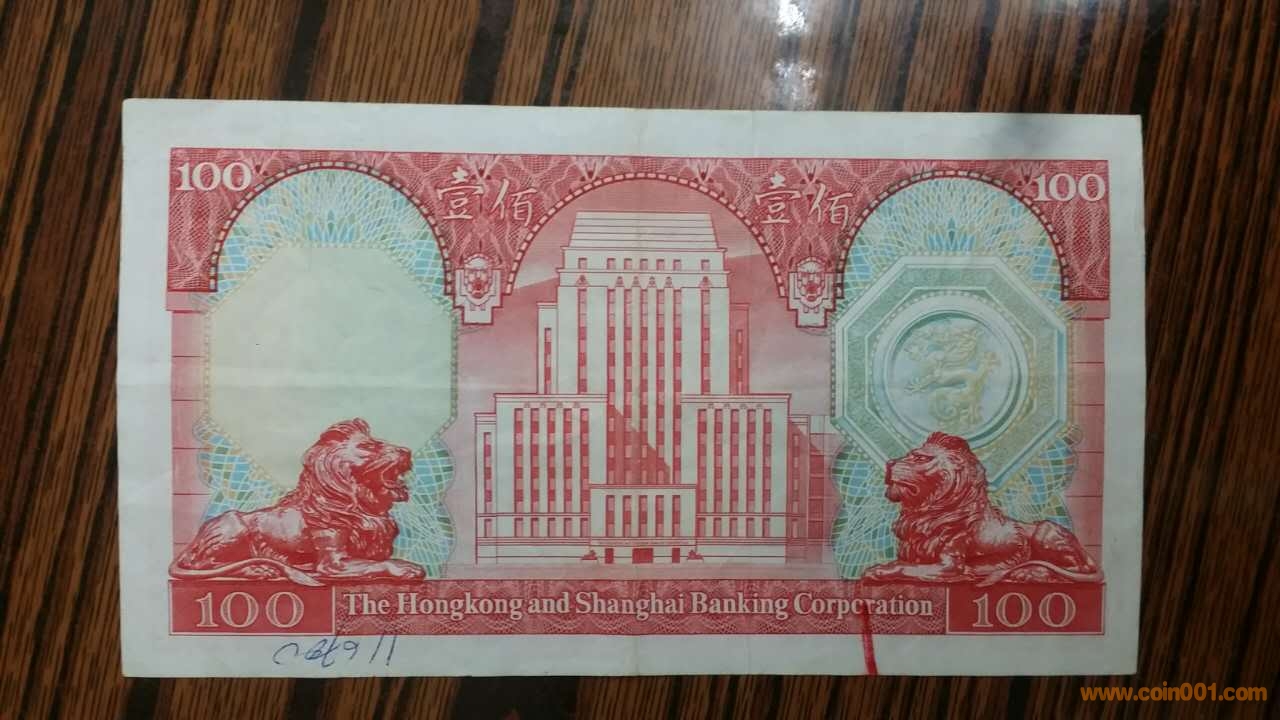 100 壹佰 壹佰 100
100 The Hongkong and Shanghai Banking Corporation 100
www.coin001.com